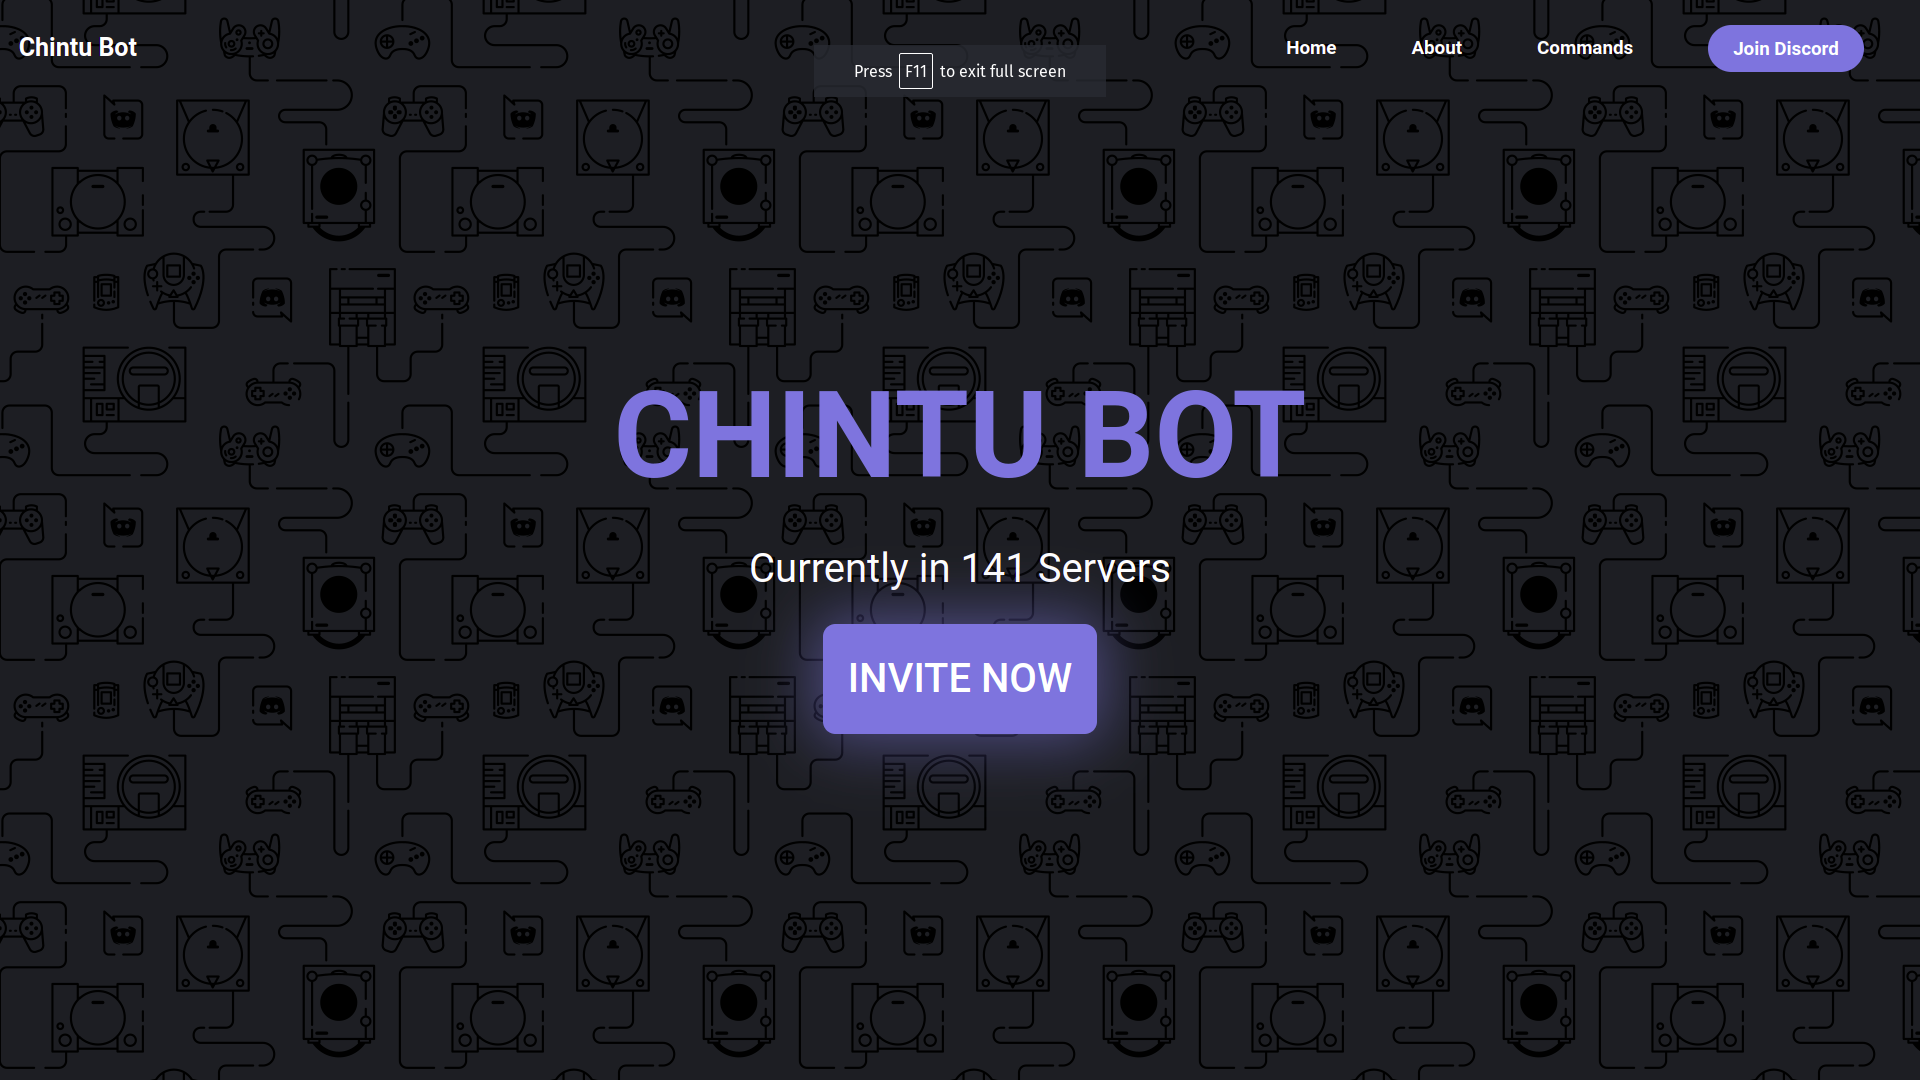 Chintu Bot
Home
About
Commands
Join Discord
Press F11 to exit full screen
CHINTU BOT
Currently in 141 Servers
INVITE NOW